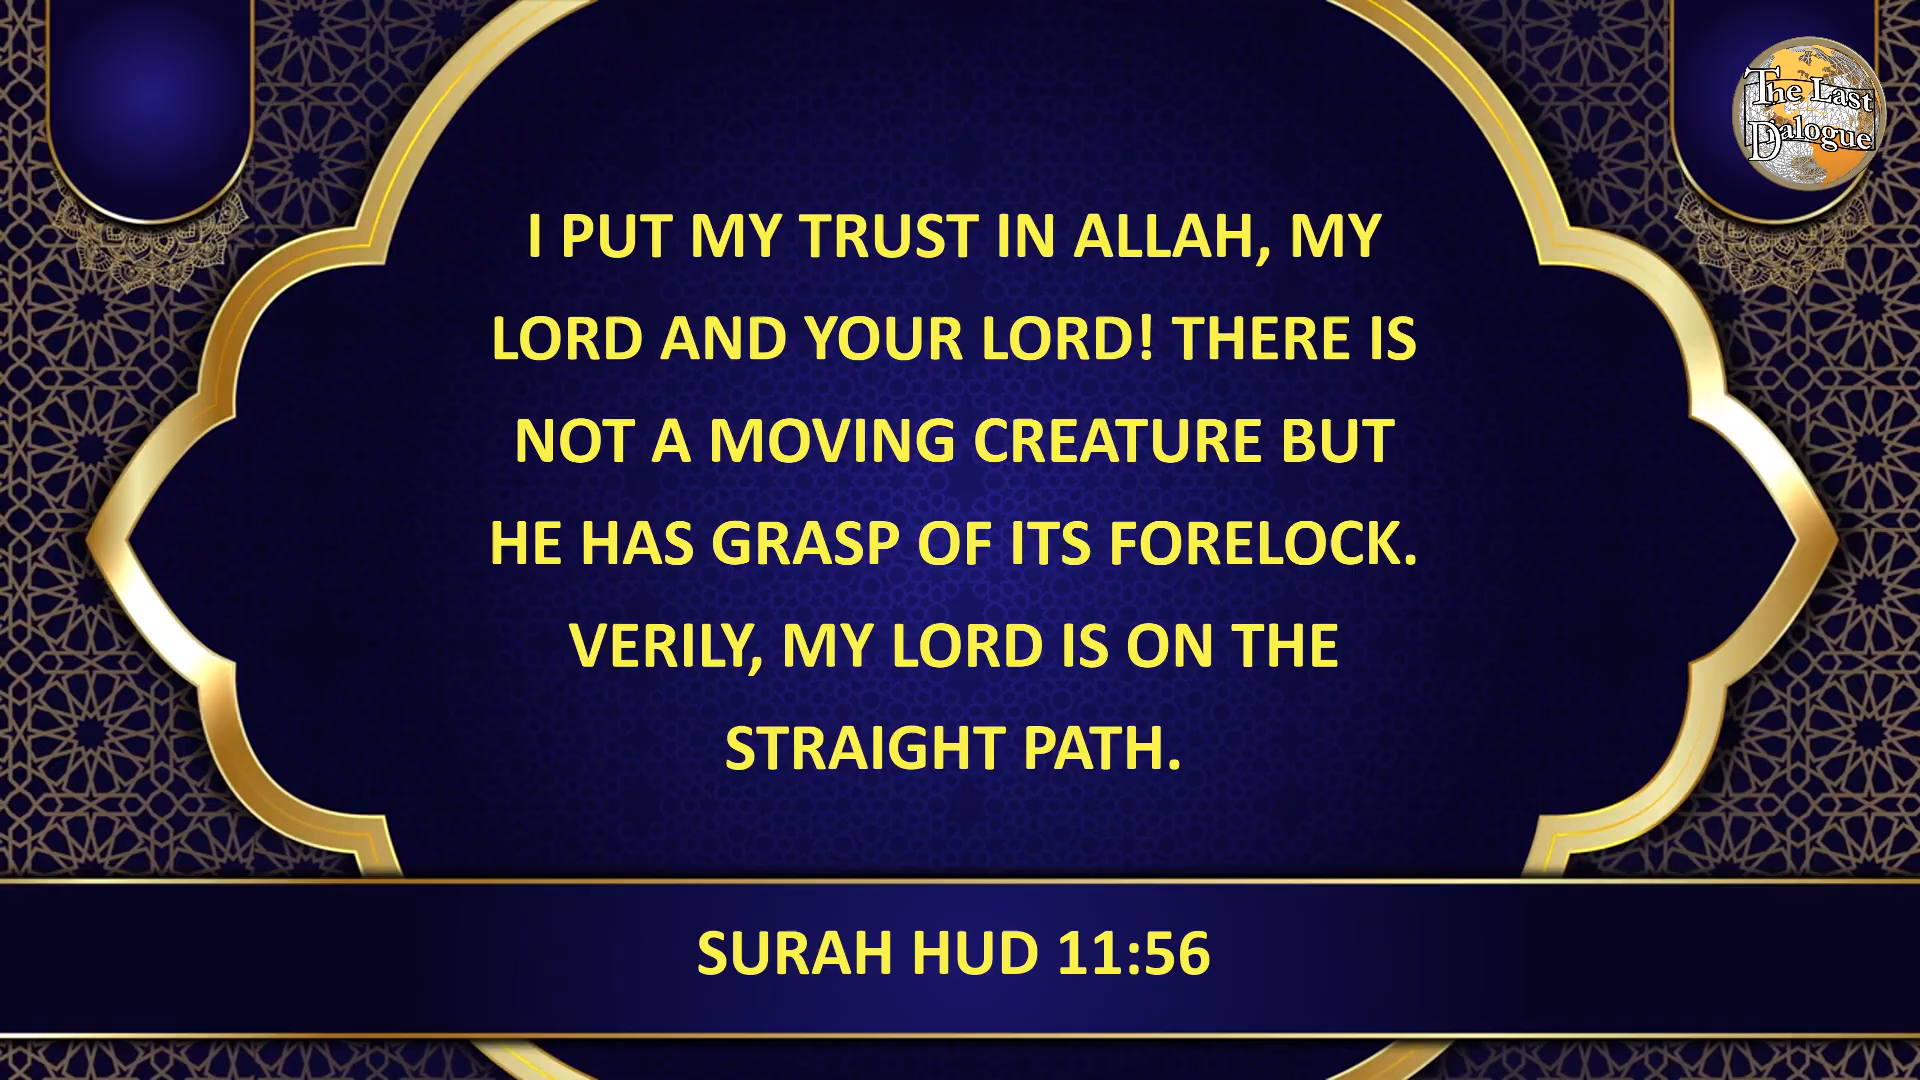 The Last
Dialogue
I PUT MY TRUST IN ALLAH, MY
LORD AND YOUR LORD! THERE IS
NOT A MOVING CREATURE BUT
HE HAS GRASP OF ITS FORELOCK.
VERILY, MY LORD IS ON THE
STRAIGHT PATH.
SURAH HUD 11:56